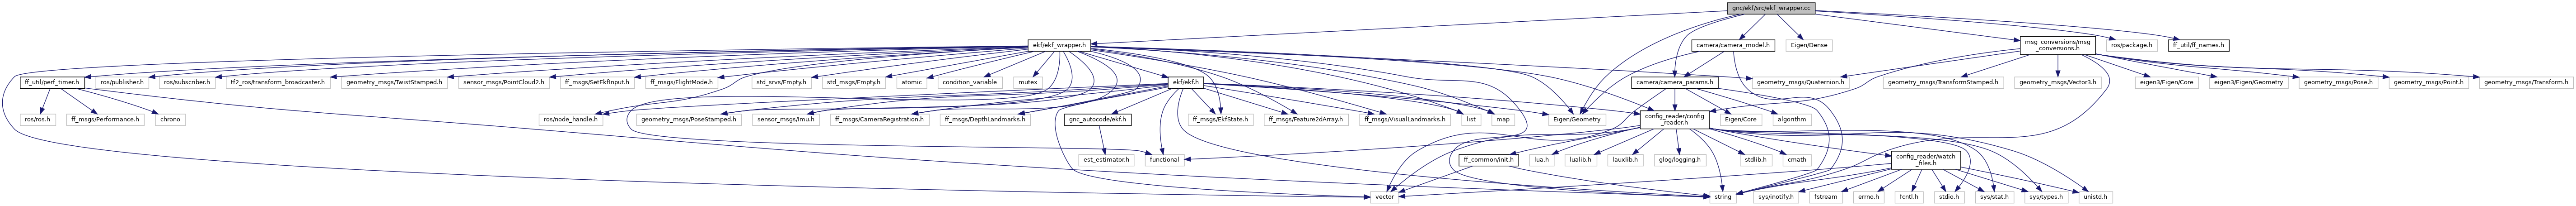 gnc/ekf/src/ekf_wrapper.cc
ekf/ekf_wrapper.h
camera/camera_model.h
Eigen/Dense
msg_conversions/msg
_conversions.h
ros/package.h
ff_util/ff_names.h
ff_util/perf_timer.h
ros/publisher.h
ros/subscriber.h
tf2_ros/transform_broadcaster.h
geometry_msgs/TwistStamped.h
sensor_msgs/PointCloud2.h
ff_msgs/SetEkfInput.h
ff_msgs/FlightMode.h
std_srvs/Empty.h
std_msgs/Empty.h
atomic
condition_variable
mutex
ekf/ekf.h
camera/camera_params.h
geometry_msgs/Quaternion.h
geometry_msgs/TransformStamped.h
geometry_msgs/Vector3.h
eigen3/Eigen/Core
eigen3/Eigen/Geometry
geometry_msgs/Pose.h
geometry_msgs/Point.h
geometry_msgs/Transform.h
ros/ros.h
ff_msgs/Performance.h
chrono
ros/node_handle.h
geometry_msgs/PoseStamped.h
sensor_msgs/Imu.h
ff_msgs/CameraRegistration.h
ff_msgs/DepthLandmarks.h
gnc_autocode/ekf.h
ff_msgs/EkfState.h
ff_msgs/Feature2dArray.h
ff_msgs/VisualLandmarks.h
list
map
Eigen/Geometry
config_reader/config
_reader.h
Eigen/Core
algorithm
est_estimator.h
functional
ff_common/init.h
lua.h
lualib.h
lauxlib.h
glog/logging.h
stdlib.h
cmath
config_reader/watch
_files.h
vector
string
sys/inotify.h
fstream
errno.h
fcntl.h
stdio.h
sys/stat.h
sys/types.h
unistd.h